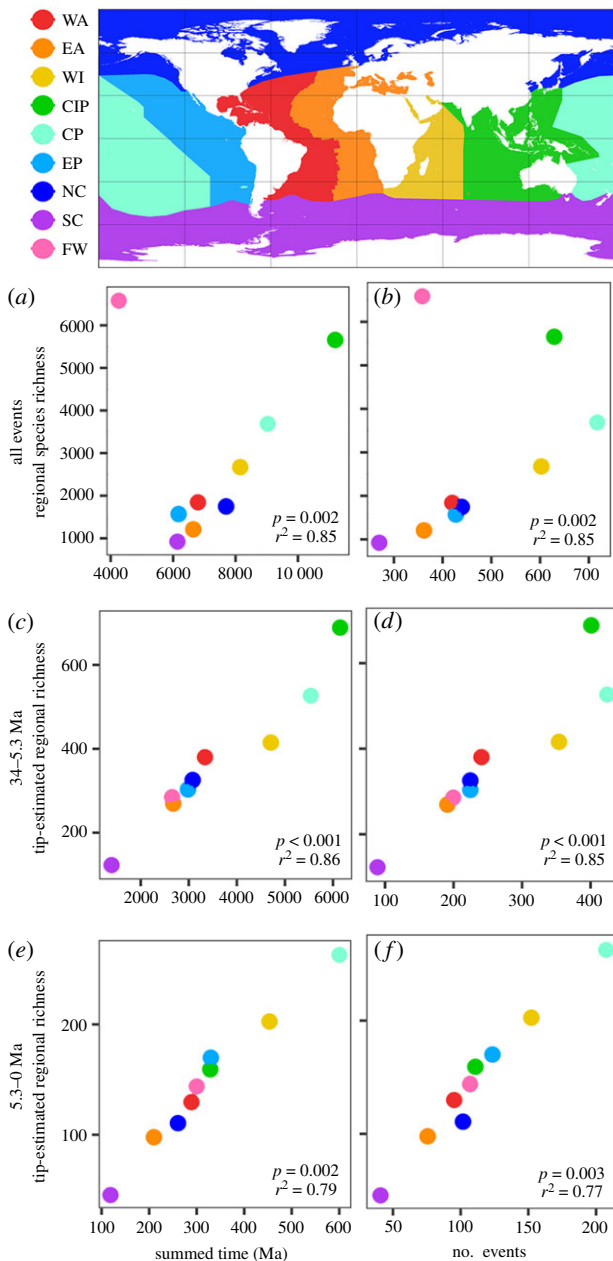 WA
EA
WI
CIP
CP
EP
NC
SC
FW
(a)
(b)
all events
regional species richness
6000
5000
4000
3000
2000
1000
p = 0.002
r² = 0.85
p = 0.002
r² = 0.85
4000 6000 8000 10 000
300 400 500 600 700
(c)
(d)
34–5.3 Ma
tip-estimated regional richness
600
400
200
p < 0.001
r² = 0.86
p < 0.001
r² = 0.85
2000 3000 4000 5000 6000
100 200 300 400
(e)
(f)
5.3–0 Ma
tip-estimated regional richness
200
100
p = 0.002
r² = 0.79
p = 0.003
r² = 0.77
100 200 300 400 500 600
50 100 150 200
summed time (Ma)
no. events